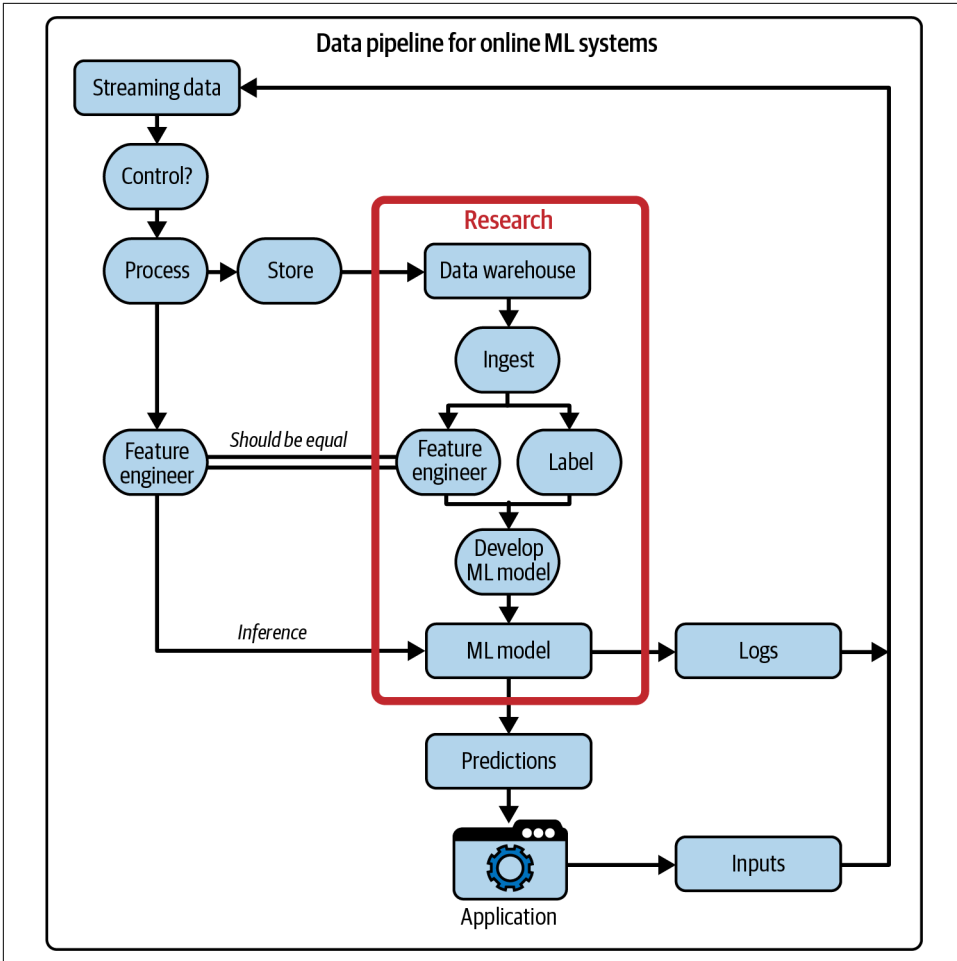 Data pipeline for online ML systems
Streaming data
Control?
Research
Process
Store
Data warehouse
Ingest
Should be equal
Feature
engineer
Feature
engineer
Label
Develop
ML model
Inference
ML model
Logs
Predictions
Inputs
Application